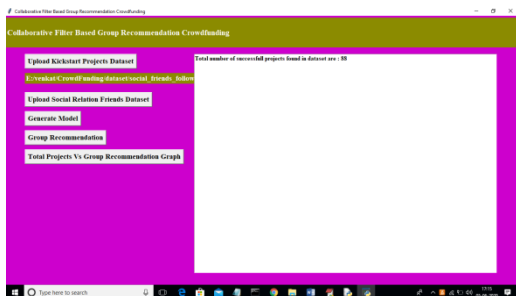 Collaborative Filter Based Group Recommendation Crowdfunding
Collaborative Filter Based Group Recommendation Crowdfunding
Upload Kickstart Projects Dataset
E:/venkat/CrowdFunding/dataset/social_friends_follow
Upload Social Relation Friends Dataset
Generate Model
Group Recommendation
Total Projects Vs Group Recommendation Graph
Total number of successfull projects found in dataset are : 88
Type here to search
13:15